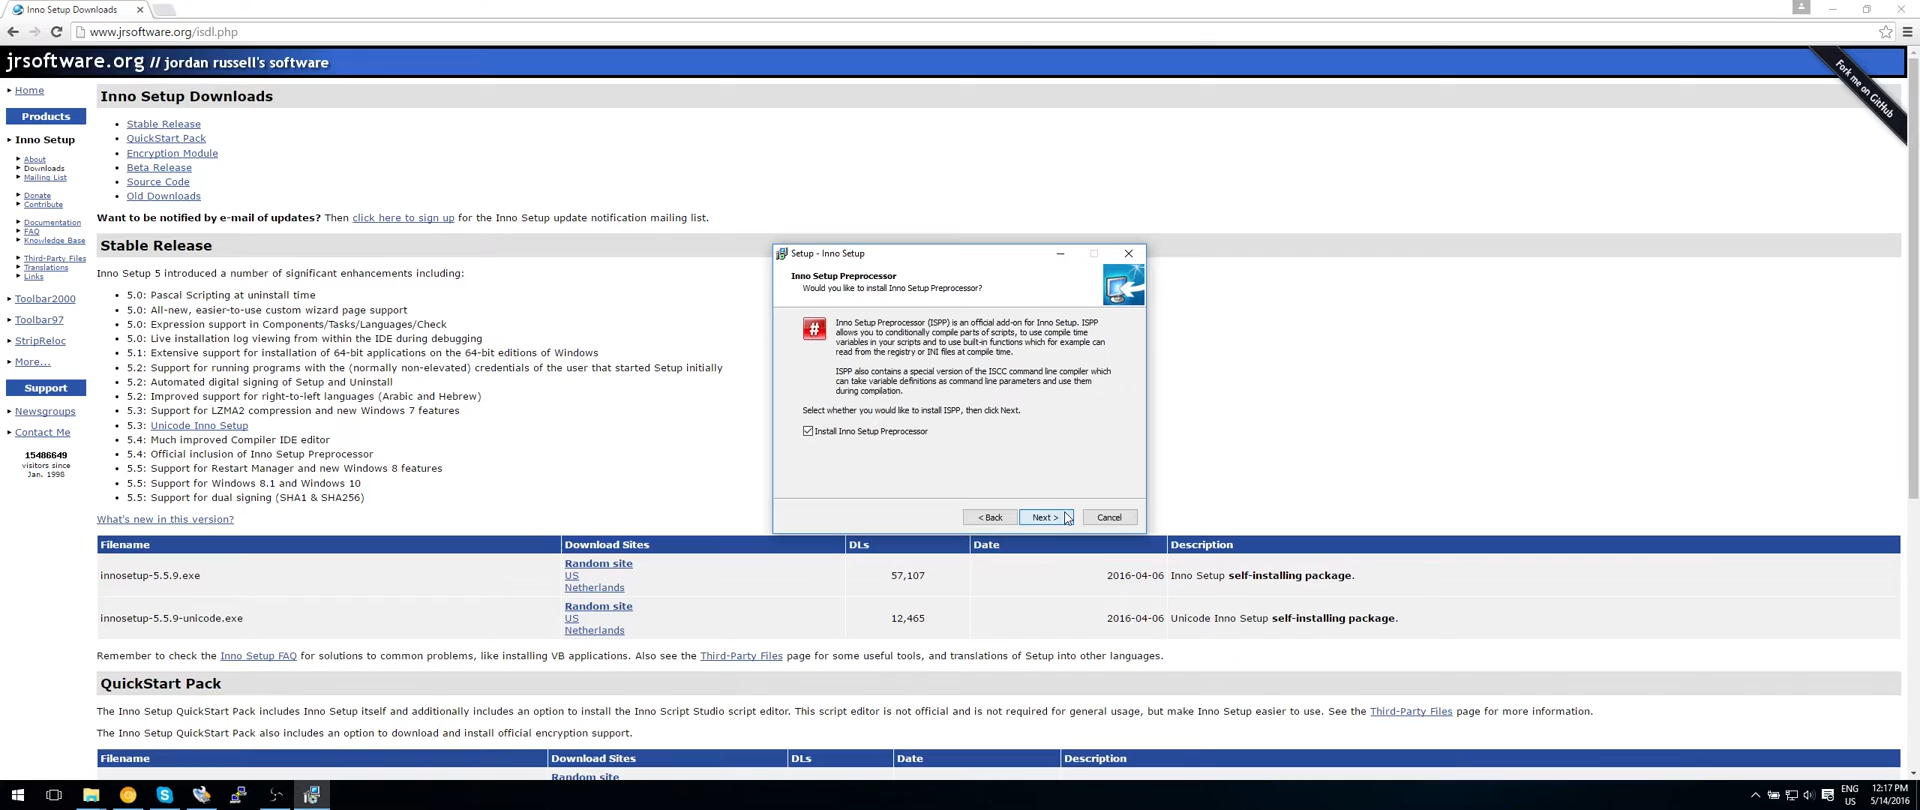 Inno Setup Downloads
www.jrsoftware.org/isdl.php
jrsoftware.org // jordan russell's software
Fork me on GitHub
Home
Products
Inno Setup
About
Downloads
Mailing List
Donate
Contribute
Documentation
FAQ
Knowledge Base
Third-Party Files
Translations
Links
Toolbar2000
Toolbar97
StripReloc
More...
Support
Newsgroups
Contact Me
15486649
visitors since
Jan. 1998
Inno Setup Downloads
Stable Release
QuickStart Pack
Encryption Module
Beta Release
Source Code
Old Downloads
Want to be notified by e-mail of updates? Then click here to sign up for the Inno Setup update notification mailing list.
Stable Release
Inno Setup 5 introduced a number of significant enhancements including:
5.0: Pascal Scripting at uninstall time
5.0: All-new, easier-to-use custom wizard page support
5.0: Expression support in Components/Tasks/Languages/Check
5.0: Live installation log viewing from within the IDE during debugging
5.1: Extensive support for installation of 64-bit applications on the 64-bit editions of Windows
5.2: Support for running programs with the (normally non-elevated) credentials of the user that started Setup initially
5.2: Automated digital signing of Setup and Uninstall
5.2: Improved support for right-to-left languages (Arabic and Hebrew)
5.3: Support for LZMA2 compression and new Windows 7 features
5.3: Unicode Inno Setup
5.4: Much improved Compiler IDE editor
5.4: Official inclusion of Inno Setup Preprocessor
5.5: Support for Restart Manager and new Windows 8 features
5.5: Support for Windows 8.1 and Windows 10
5.5: Support for dual signing (SHA1 & SHA256)
What's new in this version?
Setup - Inno Setup
Inno Setup Preprocessor
Would you like to install Inno Setup Preprocessor?
#
Inno Setup Preprocessor (ISPP) is an official add-on for Inno Setup. ISPP
allows you to conditionally compile parts of scripts, to use compile time
variables in your scripts and to use built-in functions which for example can
read from the registry or INI files at compile time.
ISPP also contains a special version of the ISCC command line compiler which
can take variable definitions as command line parameters and use them
during compilation.
Select whether you would like to install ISPP, then click Next.
Install Inno Setup Preprocessor
< Back Next > Cancel
Filename Download Sites DLs Date Description
Random site
innosetup-5.5.9.exe US 57,107 2016-04-06 Inno Setup self-installing package.
Netherlands
Random site
innosetup-5.5.9-unicode.exe US 12,465 2016-04-06 Unicode Inno Setup self-installing package.
Netherlands
Remember to check the Inno Setup FAQ for solutions to common problems, like installing VB applications. Also see the Third-Party Files page for some useful tools, and translations of Setup into other languages.
QuickStart Pack
The Inno Setup QuickStart Pack includes Inno Setup itself and additionally includes an option to install the Inno Script Studio script editor. This script editor is not official and is not required for general usage, but make Inno Setup easier to use. See the Third-Party Files page for more information.
The Inno Setup QuickStart Pack also includes an option to download and install official encryption support.
Filename Download Sites DLs Date Description
Random site
ENG 12:17 PM
US 5/14/2016